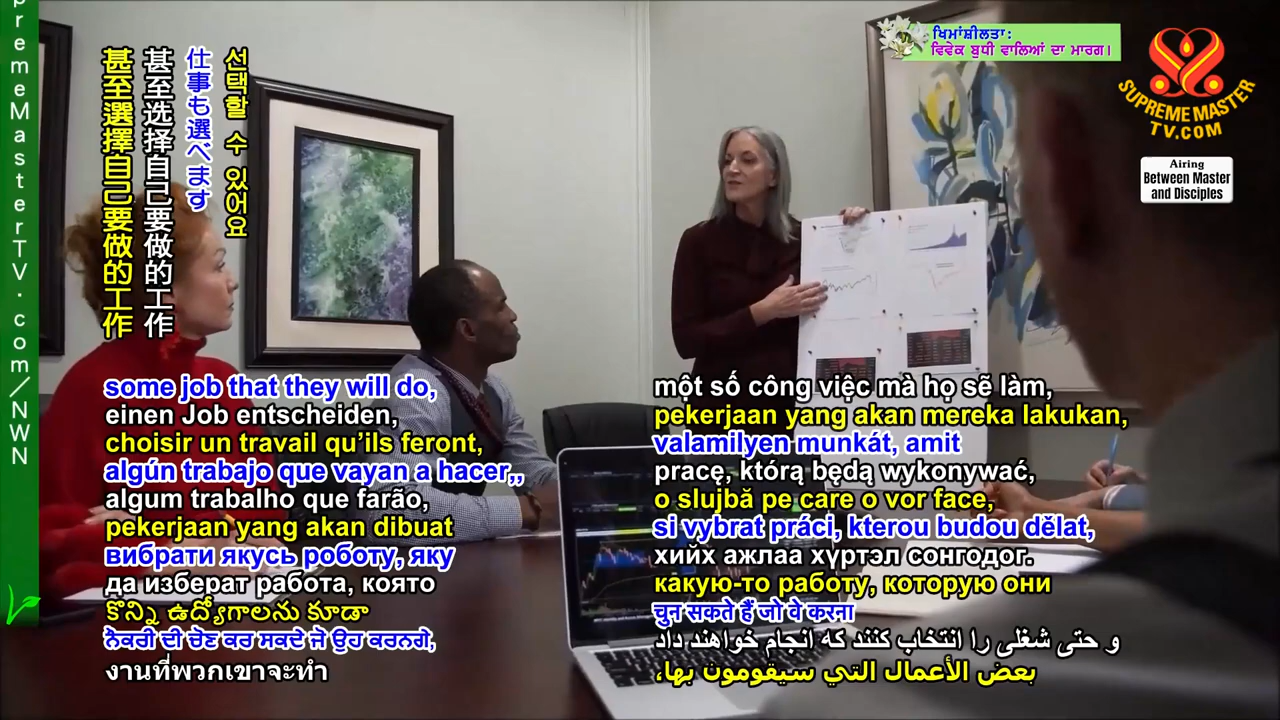 SupremeMasterTV.com/NWN
甚至選擇自己要做的工作
甚至选择自己要做的工作
仕事も選べます
선택할 수 있어요
ਖਿਮਾਂਸ਼ੀਲਤਾ:
ਵਿਵੇਕ ਬੁਧੀ ਵਾਲਿਆਂ ਦਾ ਮਾਰਗ।
SUPREME MASTER
TV.COM
Airing
Between Master
and Disciples
some job that they will do,
einen Job entscheiden,
choisir un travail qu’ils feront,
algún trabajo que vayan a hacer,,
algum trabalho que farão,
pekerjaan yang akan dibuat
вибрати якусь роботу, яку
да изберат работа, която
కొన్ని ఉద్యోగాలను కూడా
ਨੌਕਰੀ ਦੀ ਚੋਣ ਕਰ ਸਕਦੇ ਜੋ ਉਹ ਕਰਨਗੇ,
งานที่พวกเขาจะทำ
một số công việc mà họ sẽ làm,
pekerjaan yang akan mereka lakukan,
valamilyen munkát, amit
pracę, którą będą wykonywać,
o slujbă pe care o vor face,
si vybrat práci, kterou budou dělat,
хийх ажлаа хүртэл сонгодог.
какую-то работу, которую они
चुन सकते हैं जो वे करना
و حتی شغلی را انتخاب کنند که انجام خواهند داد
بعض الأعمال التي سيقومون بها،